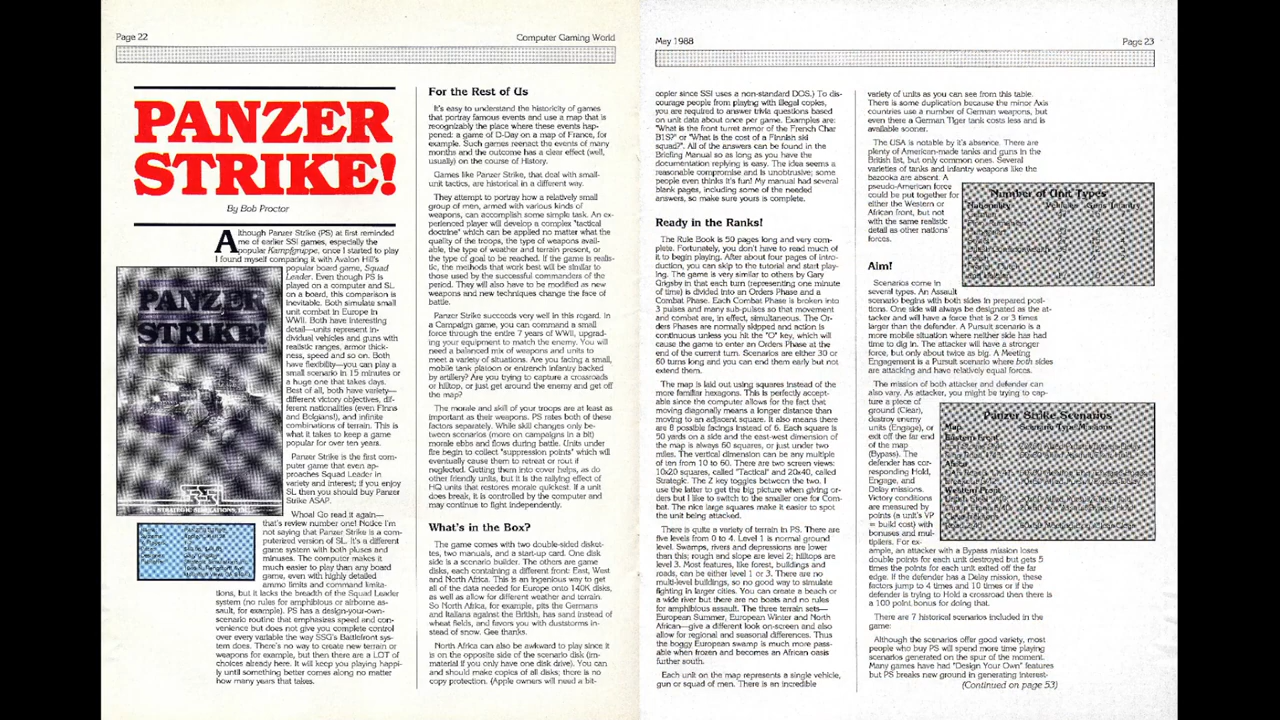 Page 22
Computer Gaming World
PANZER
STRIKE!
By Bob Proctor
Although Panzer Strike (PS) at first reminded
me of earlier SSI games, especially the
popular Kampfgruppe, once I started to play
I found myself comparing it with Avalon Hill's
popular board game, Squad
Leader. Even though PS is
played on a computer and SL
on a board, this comparison is
inevitable. Both simulate small
unit combat in Europe in
WWII. Both have interesting
detail—units represent in-
dividual vehicles and guns with
realistic ranges, armor thick-
ness, speed and so on. Both
have flexibility—you can play a
small scenario in 15 minutes or
a huge one that takes days.
Best of all, both have variety—
different victory objectives, dif-
ferent nationalities (even Finns
and Belgians), and infinite
combinations of terrain. This is
what it takes to keep a game
popular for over ten years.
Panzer Strike is the first com-
puter game that even ap-
proaches Squad Leader in
variety and interest; if you enjoy
SL then you should buy Panzer
Strike ASAP.
Whoa! Go read it again—
that's review number one! Notice I'm
not saying that Panzer Strike is a com-
puterized version of SL. It's a different
game system with both pluses and
minuses. The computer makes it
much easier to play than any board
game, even with highly detailed
ammo limits and command limita-
tions, but it lacks the breadth of the Squad Leader
system (no rules for amphibious or airborne as-
sault, for example). PS has a design-your-own-
scenario routine that emphasizes speed and con-
venience but does not give you complete control
over every variable the way SSG's Battlefront sys-
tem does. There's no way to create new terrain or
weapons for example, but then there are a LOT of
choices already here. It will keep you playing happi-
ly until something better comes along no matter
how many years that takes.
PANZER
STRIKE
For the Rest of Us
It's easy to understand the historicity of games
that portray famous events and use a map that is
recognizably the place where these events hap-
pened: a game of D-Day on a map of France, for
example. Such games reenact the events of many
months and the outcome has a clear effect (well,
usually) on the course of History.
Games like Panzer Strike, that deal with small-
unit tactics, are historical in a different way.
They attempt to portray how a relatively small
group of men, armed with various kinds of
weapons, can accomplish some simple task. An ex-
perienced player will develop a complex "tactical
doctrine" which can be applied no matter what the
quality of the troops, the type of weapons avail-
able, the type of weather and terrain present, or
the type of goal to be reached. If the game is realis-
tic, the methods that work best will be similar to
those used by the successful commanders of the
period. They will also have to be modified as new
weapons and new techniques change the face of
battle.
Panzer Strike succeeds very well in this regard. In
a Campaign game, you can command a small
force through the entire 7 years of WWII, upgrad-
ing your equipment to match the enemy. You will
need a balanced mix of weapons and units to
meet a variety of situations. Are you facing a small,
mobile tank platoon or entrench infantry backed
by artillery? Are you trying to capture a crossroads
or hilltop, or just get around the enemy and get off
the map?
The morale and skill of your troops are at least as
important as their weapons. PS rates both of these
factors separately. While skill changes only be-
tween scenarios (more on campaigns in a bit)
morale ebbs and flows during battle. Units under
fire begin to collect "suppression points" which will
eventually cause them to retreat or rout if
neglected. Getting them into cover helps, as do
other friendly units, but it is the rallying effect of
HQ units that restores morale quickest. If a unit
does break, it is controlled by the computer and
may continue to fight independently.
What's in the Box?
The game comes with two double-sided disket-
tes, two manuals, and a start-up card. One disk
side is a scenario builder. The others are game
disks, each containing a different front: East, West
and North Africa. This is an ingenious way to get
all of the data needed for Europe onto 140K disks,
as well as allow for different weather and terrain.
So North Africa, for example, pits the Germans
and Italians against the British, has sand instead of
wheat fields, and favors you with duststorms in-
stead of snow. Gee thanks.
North Africa can also be awkward to play since it
is on the opposite side of the scenario disk (im-
material if you only have one disk drive). You can
and should make copies of all disks; there is no
copy protection. (Apple owners will need a bit-
May 1988
Page 23
copier since SSI uses a non-standard DOS.) To dis-
courage people from playing with illegal copies,
you are required to answer trivia questions based
on unit data about once per game. Examples are:
"What is the front turret armor of the French Char
B1S?" or "What is the cost of a Finnish ski
squad?". All of the answers can be found in the
Briefing Manual so as long as you have the
documentation replying is easy. The idea seems a
reasonable compromise and is unobtrusive; some
people even thinks it's fun! My manual had several
blank pages, including some of the needed
answers, so make sure yours is complete.
Ready in the Ranks!
The Rule Book is 50 pages long and very com-
plete. Fortunately, you don't have to read much of
it to begin playing. After about four pages of intro-
duction, you can skip to the tutorial and start play-
ing. The game is very similar to others by Gary
Grigsby in that each turn (representing one minute
of time) is divided into an Orders Phase and a
Combat Phase. Each Combat Phase is broken into
3 pulses and many sub-pulses so that movement
and combat are, in effect, simultaneous. The Or-
ders Phases are normally skipped and action is
continuous unless you hit the "O" key, which will
cause the game to enter an Orders Phase at the
end of the current turn. Scenarios are either 30 or
60 turns long and you can end them early but not
extend them.
The map is laid out using squares instead of the
more familiar hexagons. This is perfectly accept-
able since the computer allows for the fact that
moving diagonally means a longer distance than
moving to an adjacent square. It also means there
are 8 possible facings instead of 6. Each square is
50 yards on a side and the east-west dimension of
the map is always 60 squares, or just under two
miles. The vertical dimension can be any multiple
of ten from 10 to 60. There are two screen views:
10x20 squares, called "Tactical" and 20x40, called
Strategic. The Z key toggles between the two. I
use the latter to get the big picture when giving or-
ders but I like to switch to the smaller one for Com-
bat. The nice large squares make it easier to spot
the unit being attacked.
There is quite a variety of terrain in PS. There are
five levels from 0 to 4. Level 1 is normal ground
level. Swamps, rivers and depressions are lower
than this; rough and slope are level 2; hilltops are
level 3. Most features, like forest, buildings and
roads, can be either level 1 or 3. There are no
multi-level buildings, so no good way to simulate
fighting in larger cities. You can create a beach or
a wide river but there are no boats and no rules
for amphibious assault. The three terrain sets—
European Summer, European Winter and North
African—give a different look on-screen and also
allow for regional and seasonal differences. Thus
the boggy European swamp is much more pass-
able when frozen and becomes an African oasis
further south.
Each unit on the map represents a single vehicle,
gun or squad of men. There is an incredible
variety of units as you can see from this table.
There is some duplication because the minor Axis
countries use a number of German weapons, but
even there a German Tiger tank costs less and is
available sooner.
The USA is notable by it's absence. There are
plenty of American-made tanks and guns in the
British list, but only common ones. Several
varieties of tanks and infantry weapons like the
bazooka are absent. A
pseudo-American force
could be put together for
either the Western or
African front, but not
with the same realistic
detail as other nations'
forces.
Number of Unit Types
Nationality Vehicles Guns Infantry
Aim!
Scenarios come in
several types. An Assault
scenario begins with both sides in prepared posi-
tions. One side will always be designated as the at-
tacker and will have a force that is 2 or 3 times
larger than the defender. A Pursuit scenario is a
more mobile situation where neither side has had
time to dig in. The attacker will have a stronger
force, but only about twice as big. A Meeting
Engagement is a Pursuit scenario where both sides
are attacking and have relatively equal forces.
The mission of both attacker and defender can
also vary. As attacker, you might be trying to cap-
ture a piece of
ground (Clear),
destroy enemy
units (Engage), or
exit off the far end
of the map
(Bypass). The
defender has cor-
responding Hold,
Engage, and
Delay missions.
Victory conditions
are measured by
points (a unit's VP
= build cost) with
bonuses and mul-
tipliers. For ex-
ample, an attacker with a Bypass mission loses
double points for each unit destroyed but gets 5
times the points for each unit exited off the far
edge. If the defender has a Delay mission, these
factors jump to 4 times and 10 times or if he
defender is trying to Hold a crossroad then there is
a 100 point bonus for doing that.
Panzer Strike Scenarios
Map Scenario Type Mission
Eastern Front
Africa
Western Front
There are 7 historical scenarios included in the
game:
Although the scenarios offer good variety, most
people who buy PS will spend more time playing
scenarios generated on the spur of the moment.
Many games have had "Design Your Own" features
but PS breaks new ground in generating interest-
(Continued on page 53)